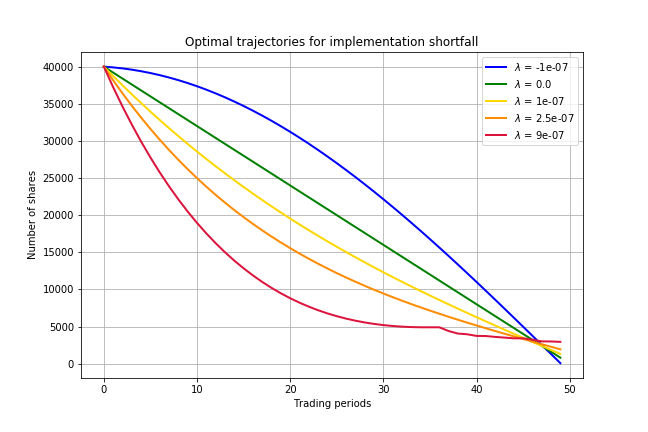 Optimal trajectories for implementation shortfall
λ = -1e-07
λ = 0.0
λ = 1e-07
λ = 2.5e-07
λ = 9e-07
Number of shares
40000
35000
30000
25000
20000
15000
10000
5000
0
0 10 20 30 40 50
Trading periods